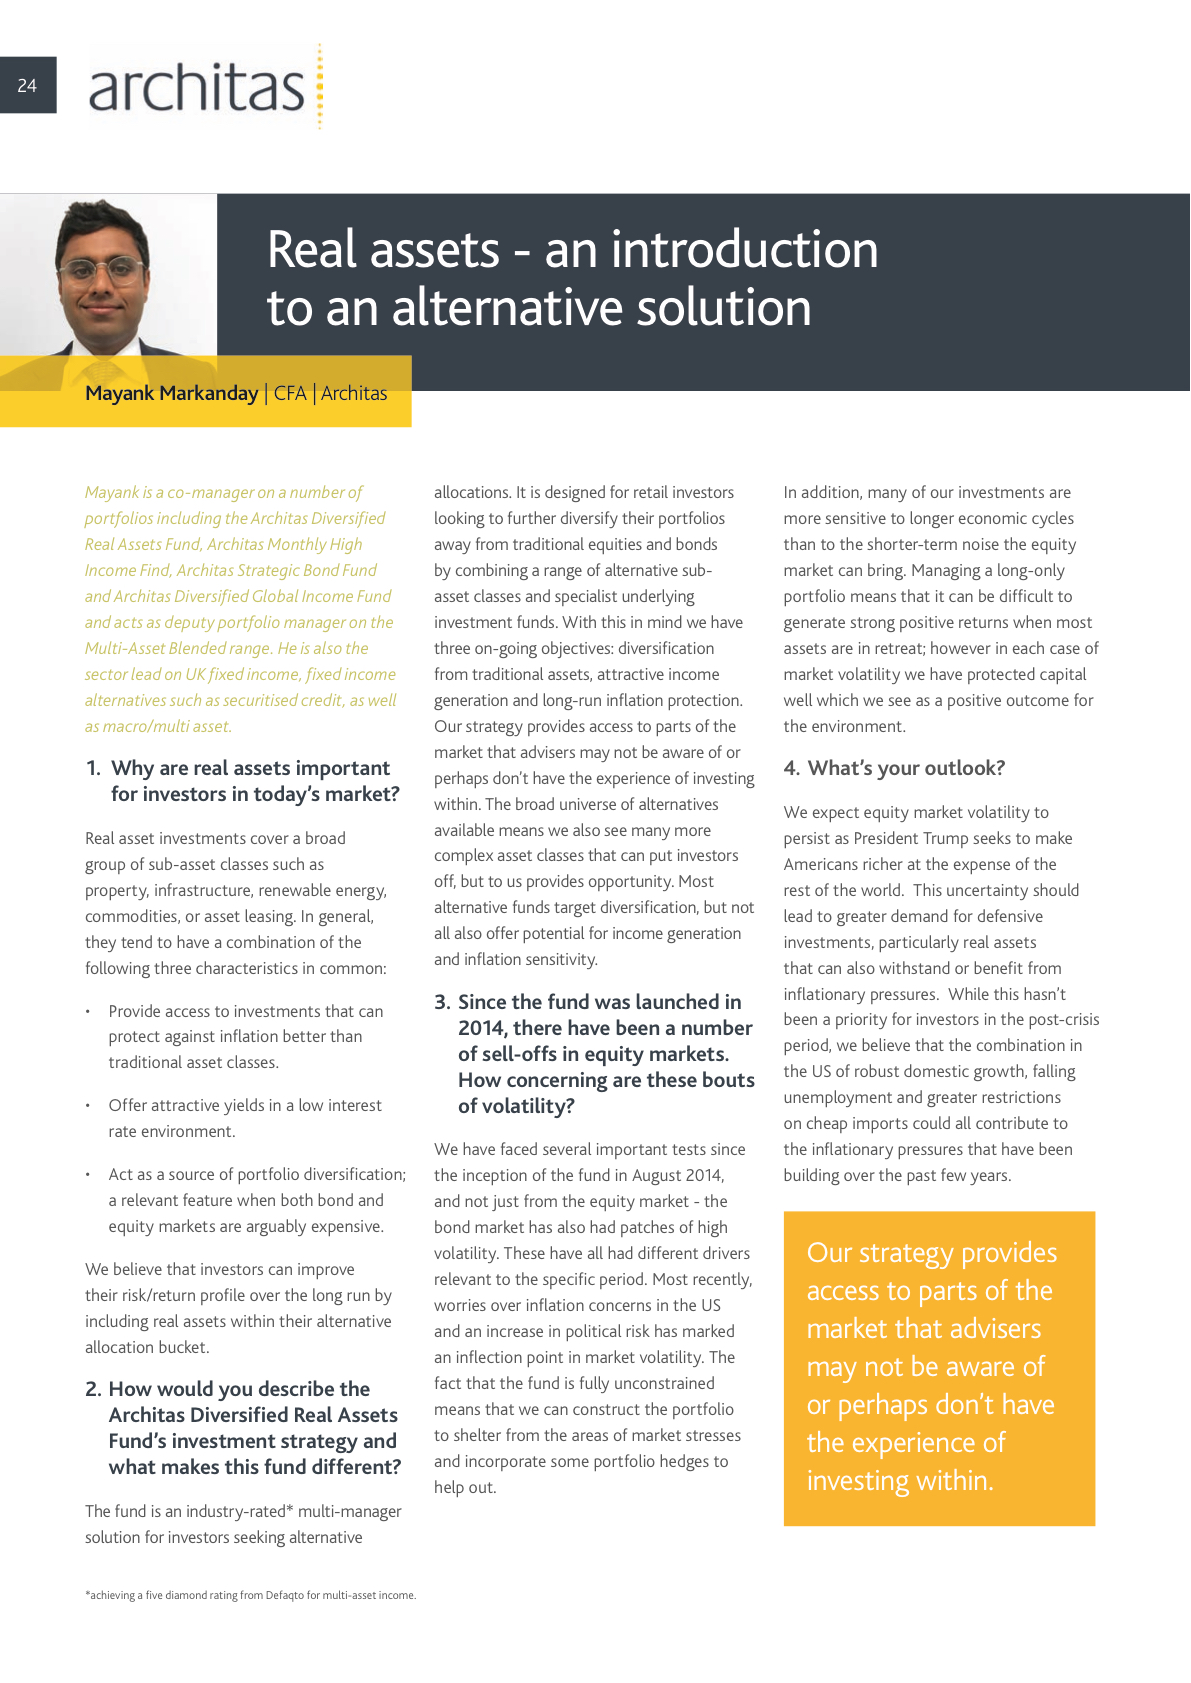 24
architas
Real assets - an introduction
to an alternative solution
Mayank Markanday | CFA | Architas
Mayank is a co-manager on a number of
portfolios including the Architas Diversified
Real Assets Fund, Architas Monthly High
Income Find, Architas Strategic Bond Fund
and Architas Diversified Global Income Fund
and acts as deputy portfolio manager on the
Multi-Asset Blended range. He is also the
sector lead on UK fixed income, fixed income
alternatives such as securitised credit, as well
as macro/multi asset.
1. Why are real assets important
for investors in today's market?
Real asset investments cover a broad
group of sub-asset classes such as
property, infrastructure, renewable energy,
commodities, or asset leasing. In general,
they tend to have a combination of the
following three characteristics in common:
• Provide access to investments that can
protect against inflation better than
traditional asset classes.
• Offer attractive yields in a low interest
rate environment.
• Act as a source of portfolio diversification;
a relevant feature when both bond and
equity markets are arguably expensive.
We believe that investors can improve
their risk/return profile over the long run by
including real assets within their alternative
allocation bucket.
2. How would you describe the
Architas Diversified Real Assets
Fund's investment strategy and
what makes this fund different?
The fund is an industry-rated* multi-manager
solution for investors seeking alternative
allocations. It is designed for retail investors
looking to further diversify their portfolios
away from traditional equities and bonds
by combining a range of alternative sub-
asset classes and specialist underlying
investment funds. With this in mind we have
three on-going objectives: diversification
from traditional assets, attractive income
generation and long-run inflation protection.
Our strategy provides access to parts of the
market that advisers may not be aware of or
perhaps don't have the experience of investing
within. The broad universe of alternatives
available means we also see many more
complex asset classes that can put investors
off, but to us provides opportunity. Most
alternative funds target diversification, but not
all also offer potential for income generation
and inflation sensitivity.
3. Since the fund was launched in
2014, there have been a number
of sell-offs in equity markets.
How concerning are these bouts
of volatility?
We have faced several important tests since
the inception of the fund in August 2014,
and not just from the equity market - the
bond market has also had patches of high
volatility. These have all had different drivers
relevant to the specific period. Most recently,
worries over inflation concerns in the US
and an increase in political risk has marked
an inflection point in market volatility. The
fact that the fund is fully unconstrained
means that we can construct the portfolio
to shelter from the areas of market stresses
and incorporate some portfolio hedges to
help out.
In addition, many of our investments are
more sensitive to longer economic cycles
than to the shorter-term noise the equity
market can bring. Managing a long-only
portfolio means that it can be difficult to
generate strong positive returns when most
assets are in retreat; however in each case of
market volatility we have protected capital
well which we see as a positive outcome for
the environment.
4. What's your outlook?
We expect equity market volatility to
persist as President Trump seeks to make
Americans richer at the expense of the
rest of the world. This uncertainty should
lead to greater demand for defensive
investments, particularly real assets
that can also withstand or benefit from
inflationary pressures. While this hasn't
been a priority for investors in the post-crisis
period, we believe that the combination in
the US of robust domestic growth, falling
unemployment and greater restrictions
on cheap imports could all contribute to
the inflationary pressures that have been
building over the past few years.
Our strategy provides
access to parts of the
market that advisers
may not be aware of
or perhaps don't have
the experience of
investing within.
*achieving a five diamond rating from Defaqto for multi-asset income.